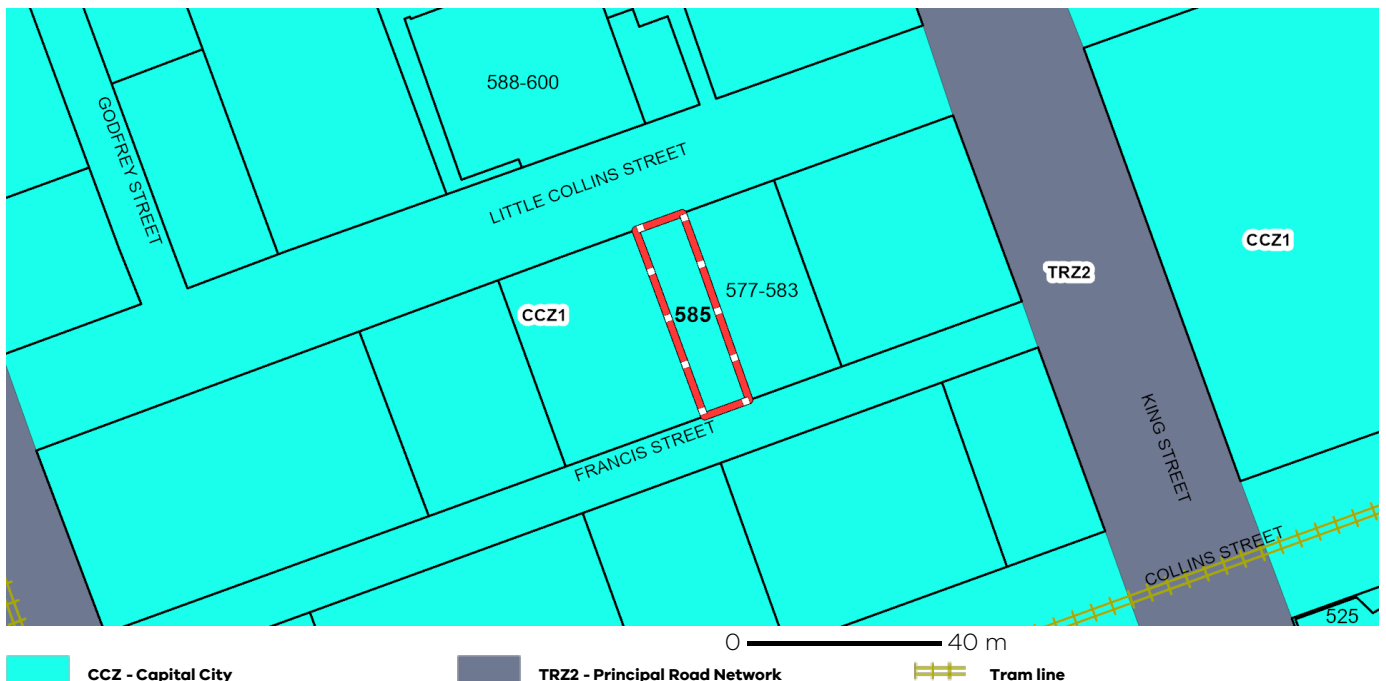 588-600
GODFREY STREET
LITTLE COLLINS STREET
CCZ1
TRZ2
577-583
CCZ1
585
FRANCIS STREET
KING STREET
COLLINS STREET
525
0 40 m
CCZ - Capital City
TRZ2 - Principal Road Network
Tram line